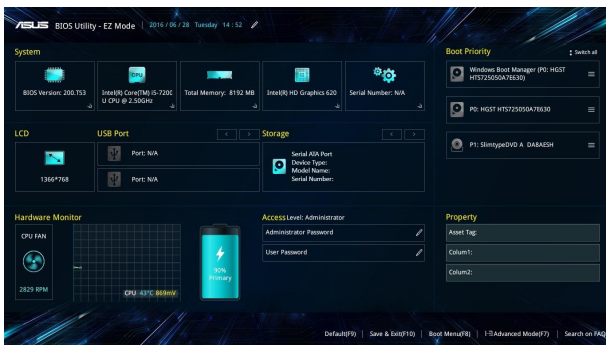 ASUS BIOS Utility - EZ Mode | 2016 / 06 / 28 Tuesday 14 : 52
System
BIOS Version: 200.T53
CPU
Intel(R) Core(TM) i5-7200
U CPU @ 2.50GHz
Total Memory: 8192 MB
Intel(R) HD Graphics 620
Serial Number: N/A
Boot Priority
Switch all
Windows Boot Manager (P0: HGST
HTS725050A7E630)
P0: HGST HTS725050A7E630
P1: SlimtypeDVD A DA8AESH
LCD
1366*768
USB Port
Port: N/A
Port: N/A
Storage
Serial ATA Port
Device Type:
Model Name:
Serial Number:
Hardware Monitor
CPU FAN
2829 RPM
CPU 43°C 869mV
90%
Primary
Access Level: Administrator
Administrator Password
User Password
Property
Asset Tag:
Colum1:
Colum2:
Default(F9) | Save & Exit(F10) | Boot Menu(F8) | Advanced Mode(F7) | Search on FAQ